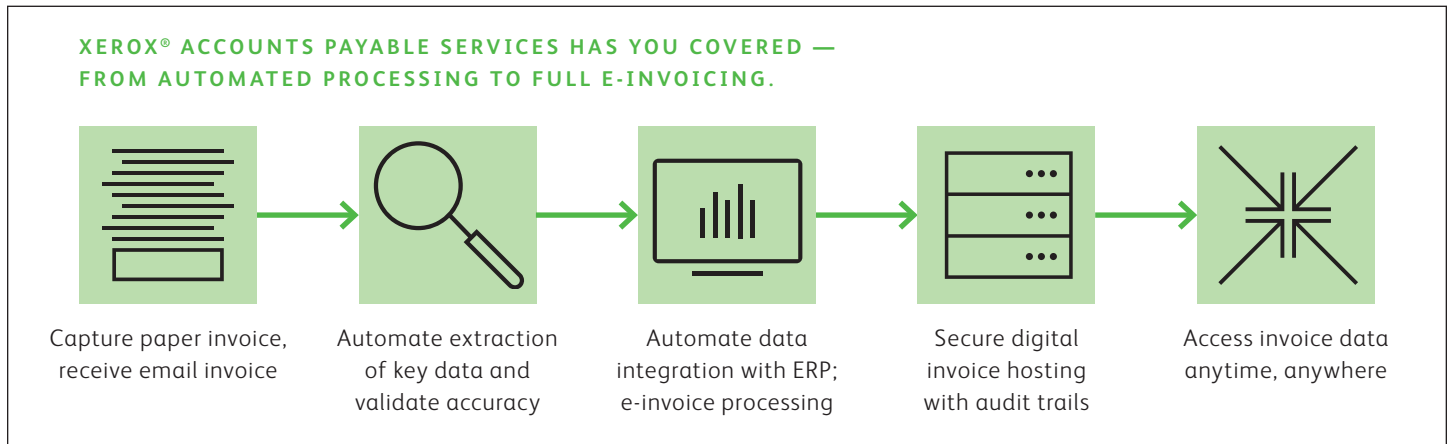 XEROX® ACCOUNTS PAYABLE SERVICES HAS YOU COVERED —
FROM AUTOMATED PROCESSING TO FULL E-INVOICING.
Capture paper invoice,
receive email invoice
Automate extraction
of key data and
validate accuracy
Automate data
integration with ERP;
e-invoice processing
Secure digital
invoice hosting
with audit trails
Access invoice data
anytime, anywhere